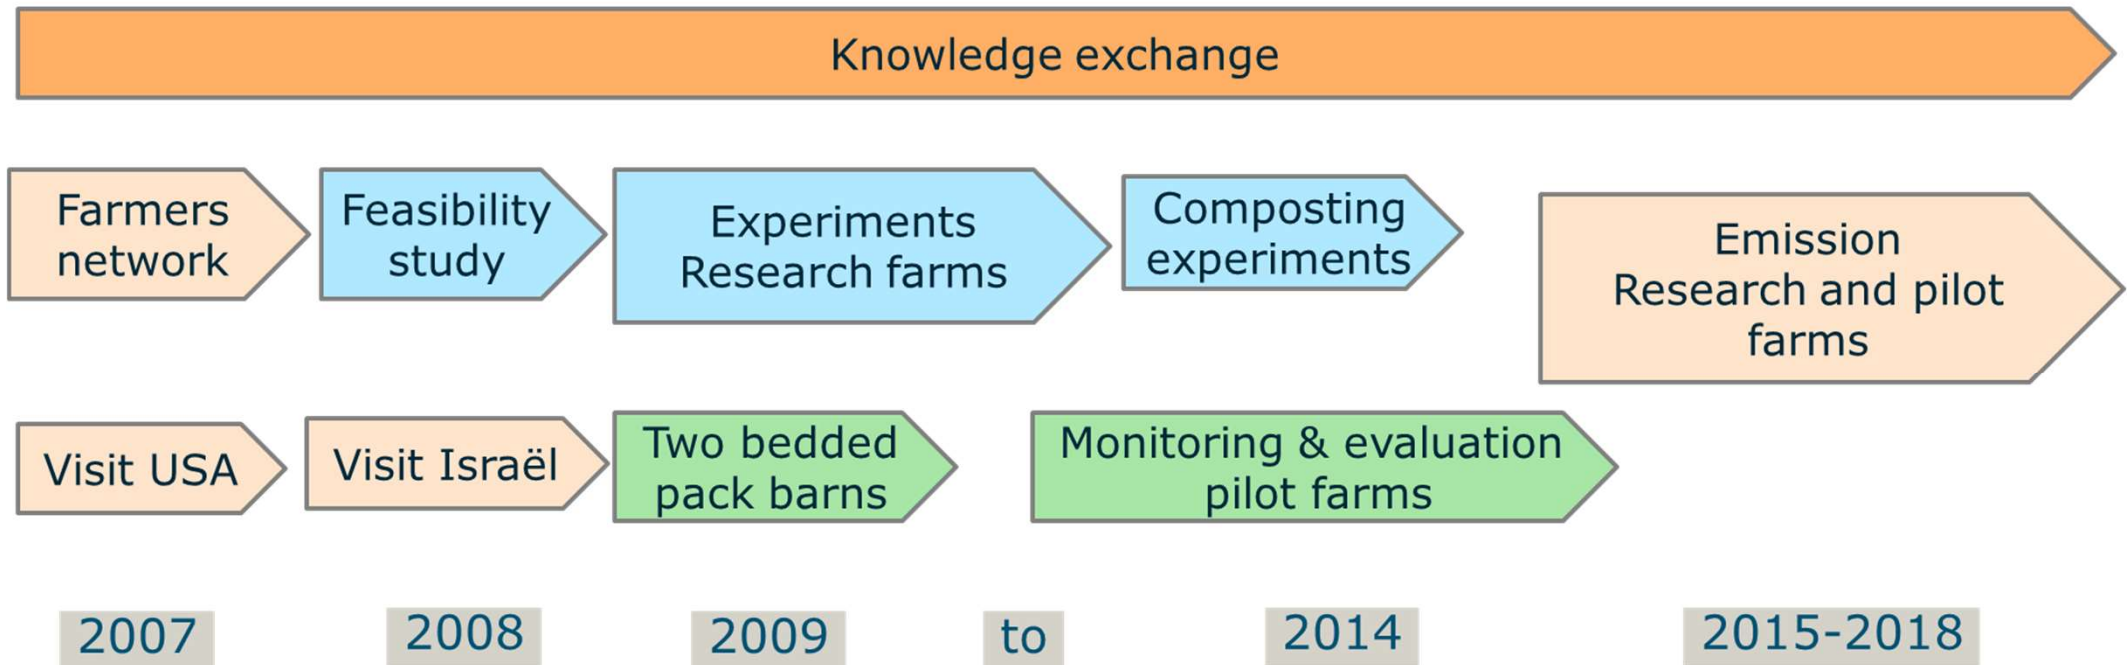 Knowledge exchange
Farmers
network
Feasibility
study
Experiments
Research farms
Composting
experiments
Emission
Research and pilot
farms
Visit USA
Visit Israël
Two bedded
pack barns
Monitoring & evaluation
pilot farms
2007
2008
2009
to
2014
2015-2018